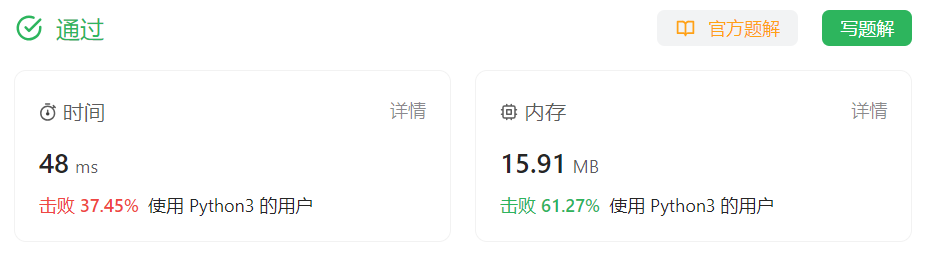 通过
官方题解
写题解
时间 详情
48 ms
击败 37.45% 使用 Python3 的用户
内存 详情
15.91 MB
击败 61.27% 使用 Python3 的用户